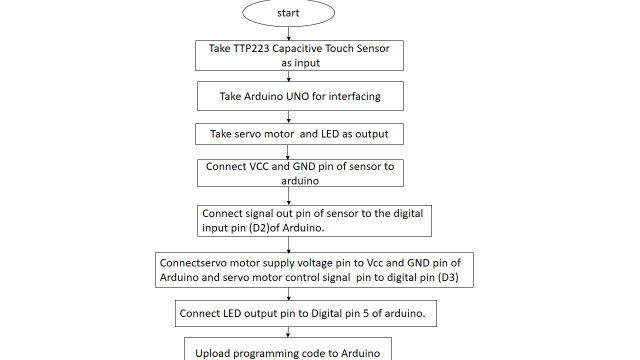 start
Take TTP223 Capacitive Touch Sensor
as input
Take Arduino UNO for interfacing
Take servo motor and LED as output
Connect VCC and GND pin of sensor to
arduino
Connect signal out pin of sensor to the digital
input pin (D2)of Arduino.
Connectservo motor supply voltage pin to Vcc and GND pin of
Arduino and servo motor control signal pin to digital pin (D3)
Connect LED output pin to Digital pin 5 of arduino.
Upload programming code to Arduino